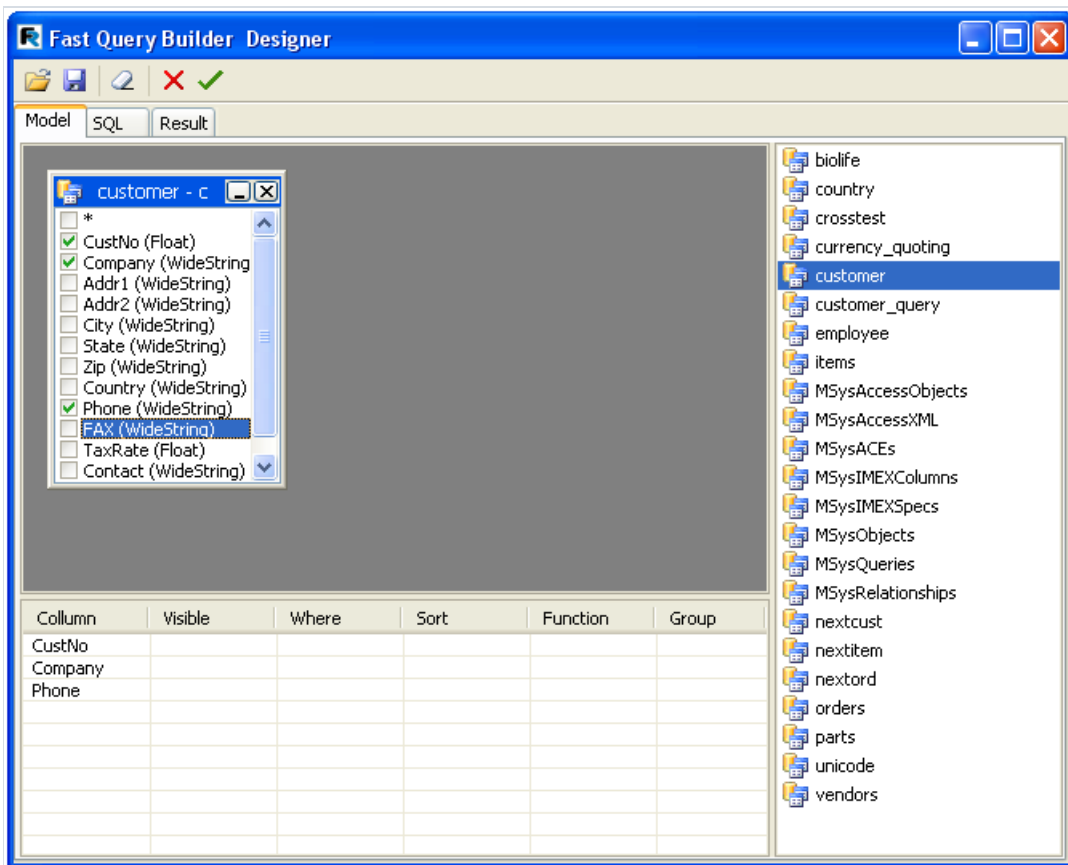 Fast Query Builder Designer
Model SQL Result
customer - c
*
CustNo (Float)
Company (WideString
Addr1 (WideString)
Addr2 (WideString)
City (WideString)
State (WideString)
Zip (WideString)
Country (WideString)
Phone (WideString)
FAX (WideString)
TaxRate (Float)
Contact (WideString)
Collumn Visible Where Sort Function Group
CustNo
Company
Phone
biolife
country
crosstest
currency_quoting
customer
customer_query
employee
items
MSysAccessObjects
MSysAccessXML
MSysACEs
MSysIMEXColumns
MSysIMEXSpecs
MSysObjects
MSysQueries
MSysRelationships
nextcust
nextitem
nextord
orders
parts
unicode
vendors